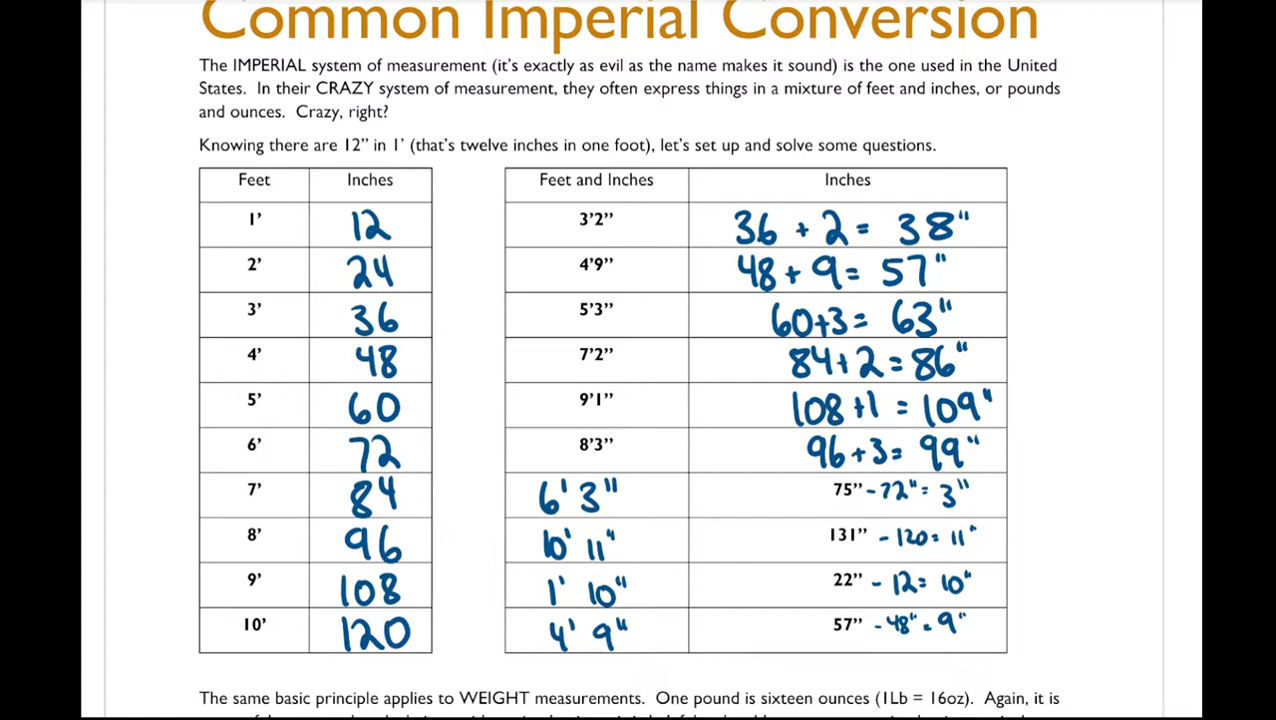 Common Imperial Conversion
The IMPERIAL system of measurement (it's exactly as evil as the name makes it sound) is the one used in the United
States. In their CRAZY system of measurement, they often express things in a mixture of feet and inches, or pounds
and ounces. Crazy, right?
Knowing there are 12” in 1’ (that's twelve inches in one foot), let's set up and solve some questions.
Feet Inches
1’ 12
2’ 24
3’ 36
4’ 48
5’ 60
6’ 72
7’ 84
8’ 96
9’ 108
10’ 120
Feet and Inches Inches
3’2” 36 + 2 = 38"
4’9” 48 + 9 = 57"
5’3” 60+3 = 63"
7’2” 84+2 = 86"
9’1” 108+1 = 109"
8’3” 96+3 = 99"
6' 3" 75” - 72" = 3"
10' 11" 131” - 120 = 11"
1' 10" 22” - 12 = 10"
4' 9" 57” - 48" = 9"
The same basic principle applies to WEIGHT measurements. One pound is sixteen ounces (1Lb = 16oz). Again, it is